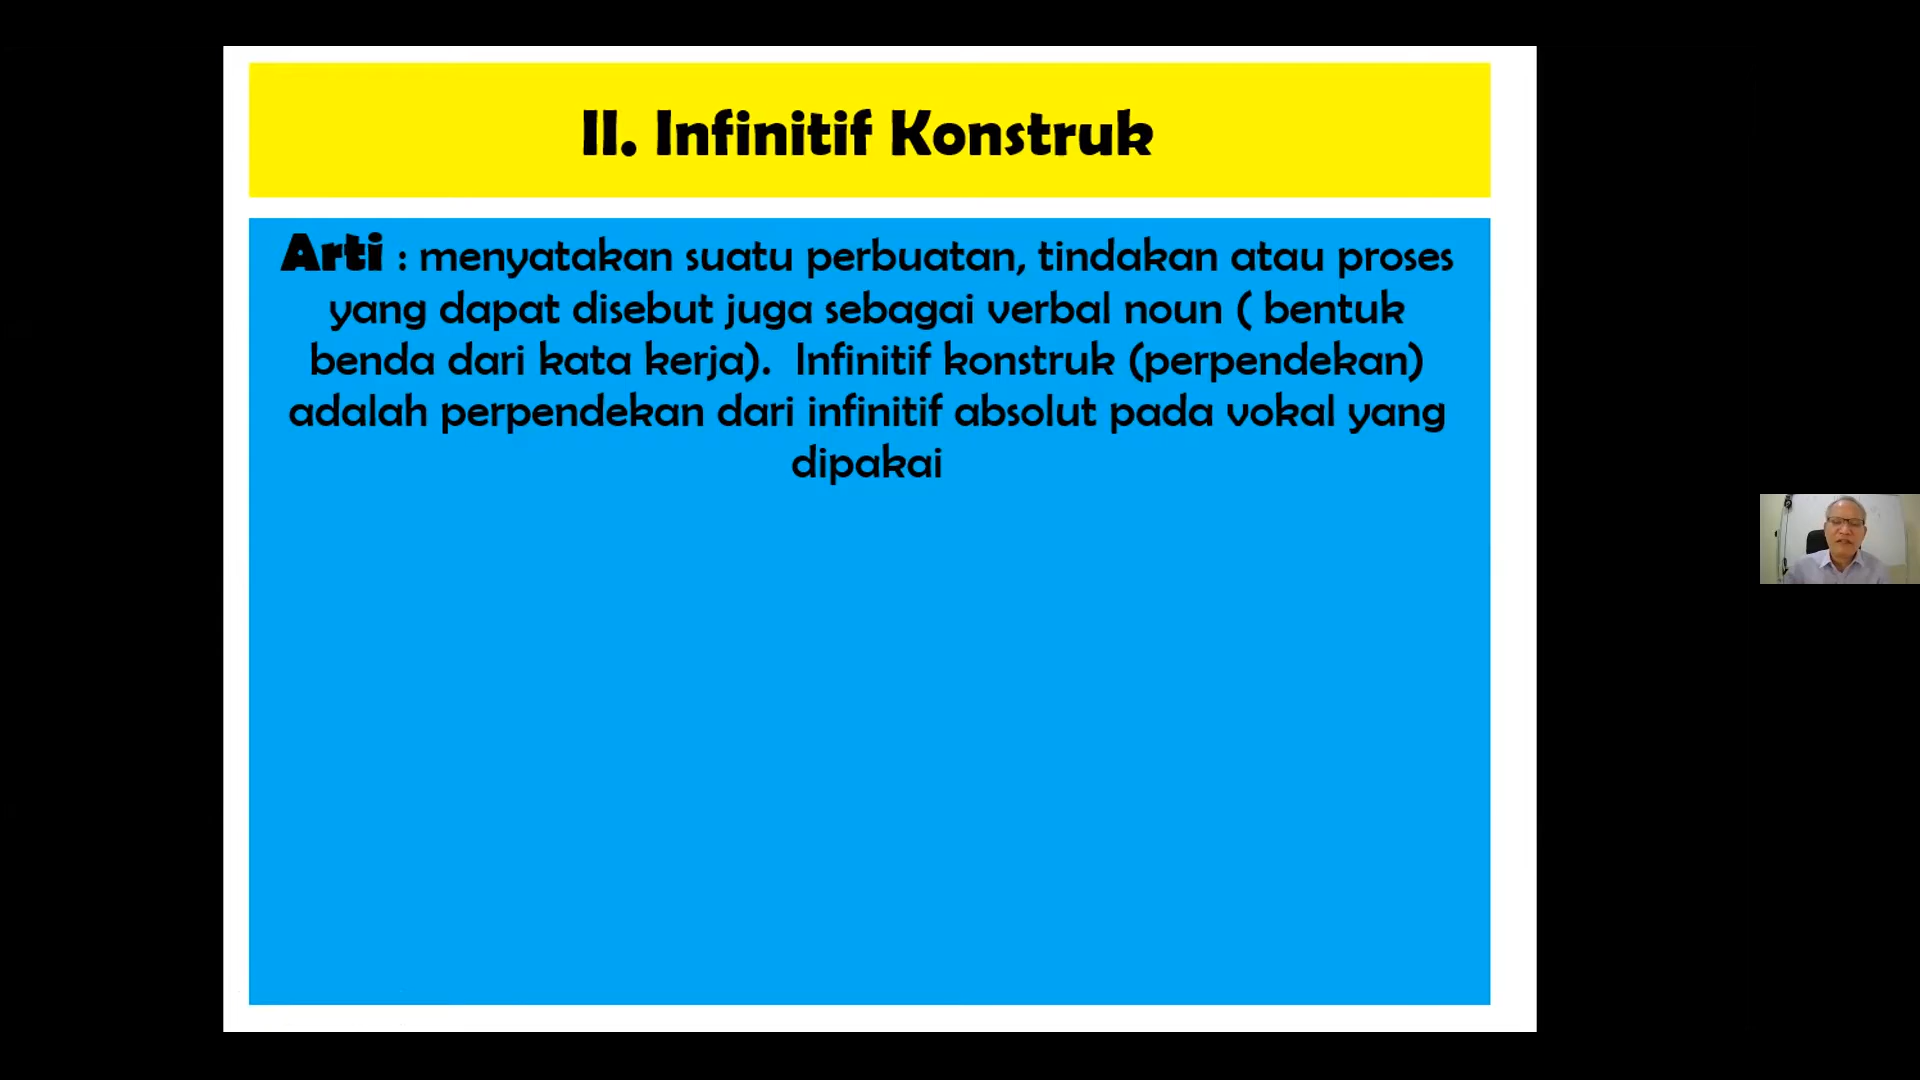 II. Infinitif Konstruk
Arti : menyatakan suatu perbuatan, tindakan atau proses
yang dapat disebut juga sebagai verbal noun ( bentuk
benda dari kata kerja).  Infinitif konstruk (perpendekan)
adalah perpendekan dari infinitif absolut pada vokal yang
dipakai